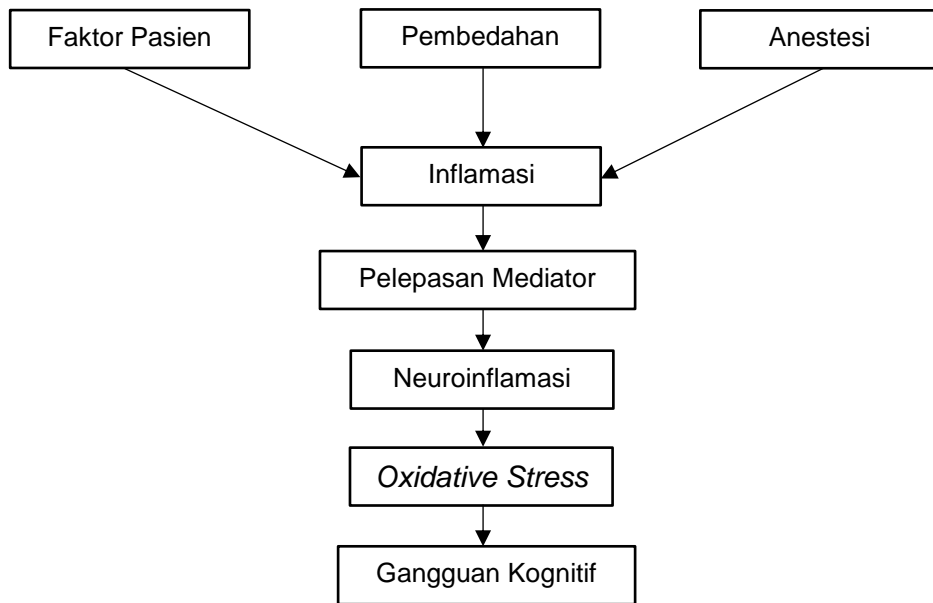 Faktor Pasien
Pembedahan
Anestesi
Inflamasi
Pelepasan Mediator
Neuroinflamasi
Oxidative Stress
Gangguan Kognitif